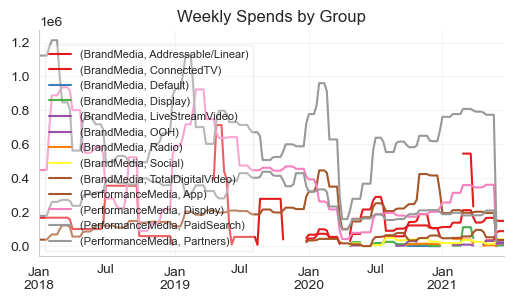 Weekly Spends by Group
1e6
1.2
1.0
0.8
0.6
0.4
0.2
0.0
(BrandMedia, Addressable/Linear)
(BrandMedia, ConnectedTV)
(BrandMedia, Default)
(BrandMedia, Display)
(BrandMedia, LiveStreamVideo)
(BrandMedia, OOH)
(BrandMedia, Radio)
(BrandMedia, Social)
(BrandMedia, TotalDigitalVideo)
(PerformanceMedia, App)
(PerformanceMedia, Display)
(PerformanceMedia, PaidSearch)
(PerformanceMedia, Partners)
Jan Jul Jan Jul Jan Jul Jan
2018 2019 2020 2021